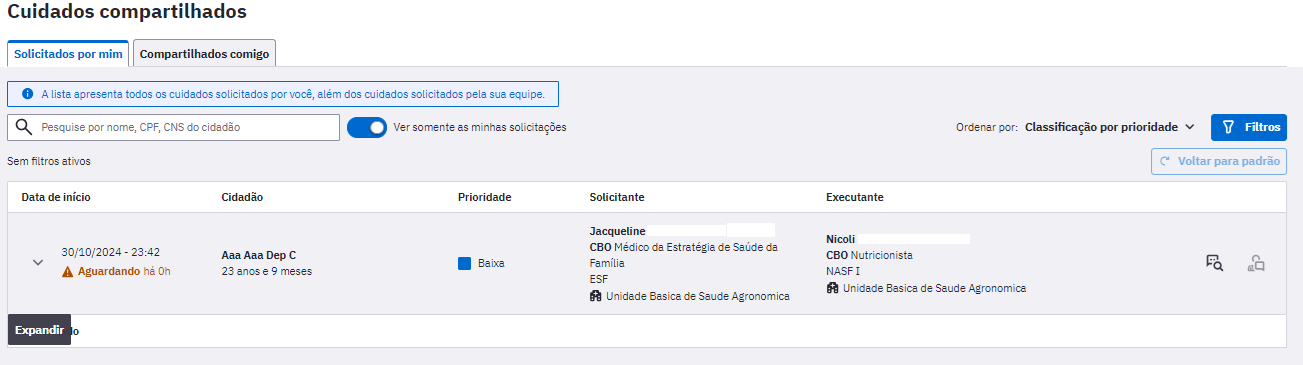 Cuidados compartilhados
Solicitados por mim
Compartilhados comigo
A lista apresenta todos os cuidados solicitados por você, além dos cuidados solicitados pela sua equipe.
Pesquise por nome, CPF, CNS do cidadão
Ver somente as minhas solicitações
Ordenar por: Classificação por prioridade
Filtros
Sem filtros ativos
Voltar para padrão
Data de início
Cidadão
Prioridade
Solicitante
Executante
30/10/2024 - 23:42
Aguardando há 0h
Aaa Aaa Dep C
23 anos e 9 meses
Baixa
Jacqueline
CBO Médico da Estratégia de Saúde da
Família
ESF
Unidade Basica de Saude Agronomica
Nicoli
CBO Nutricionista
NASF I
Unidade Basica de Saude Agronomica
Expandir